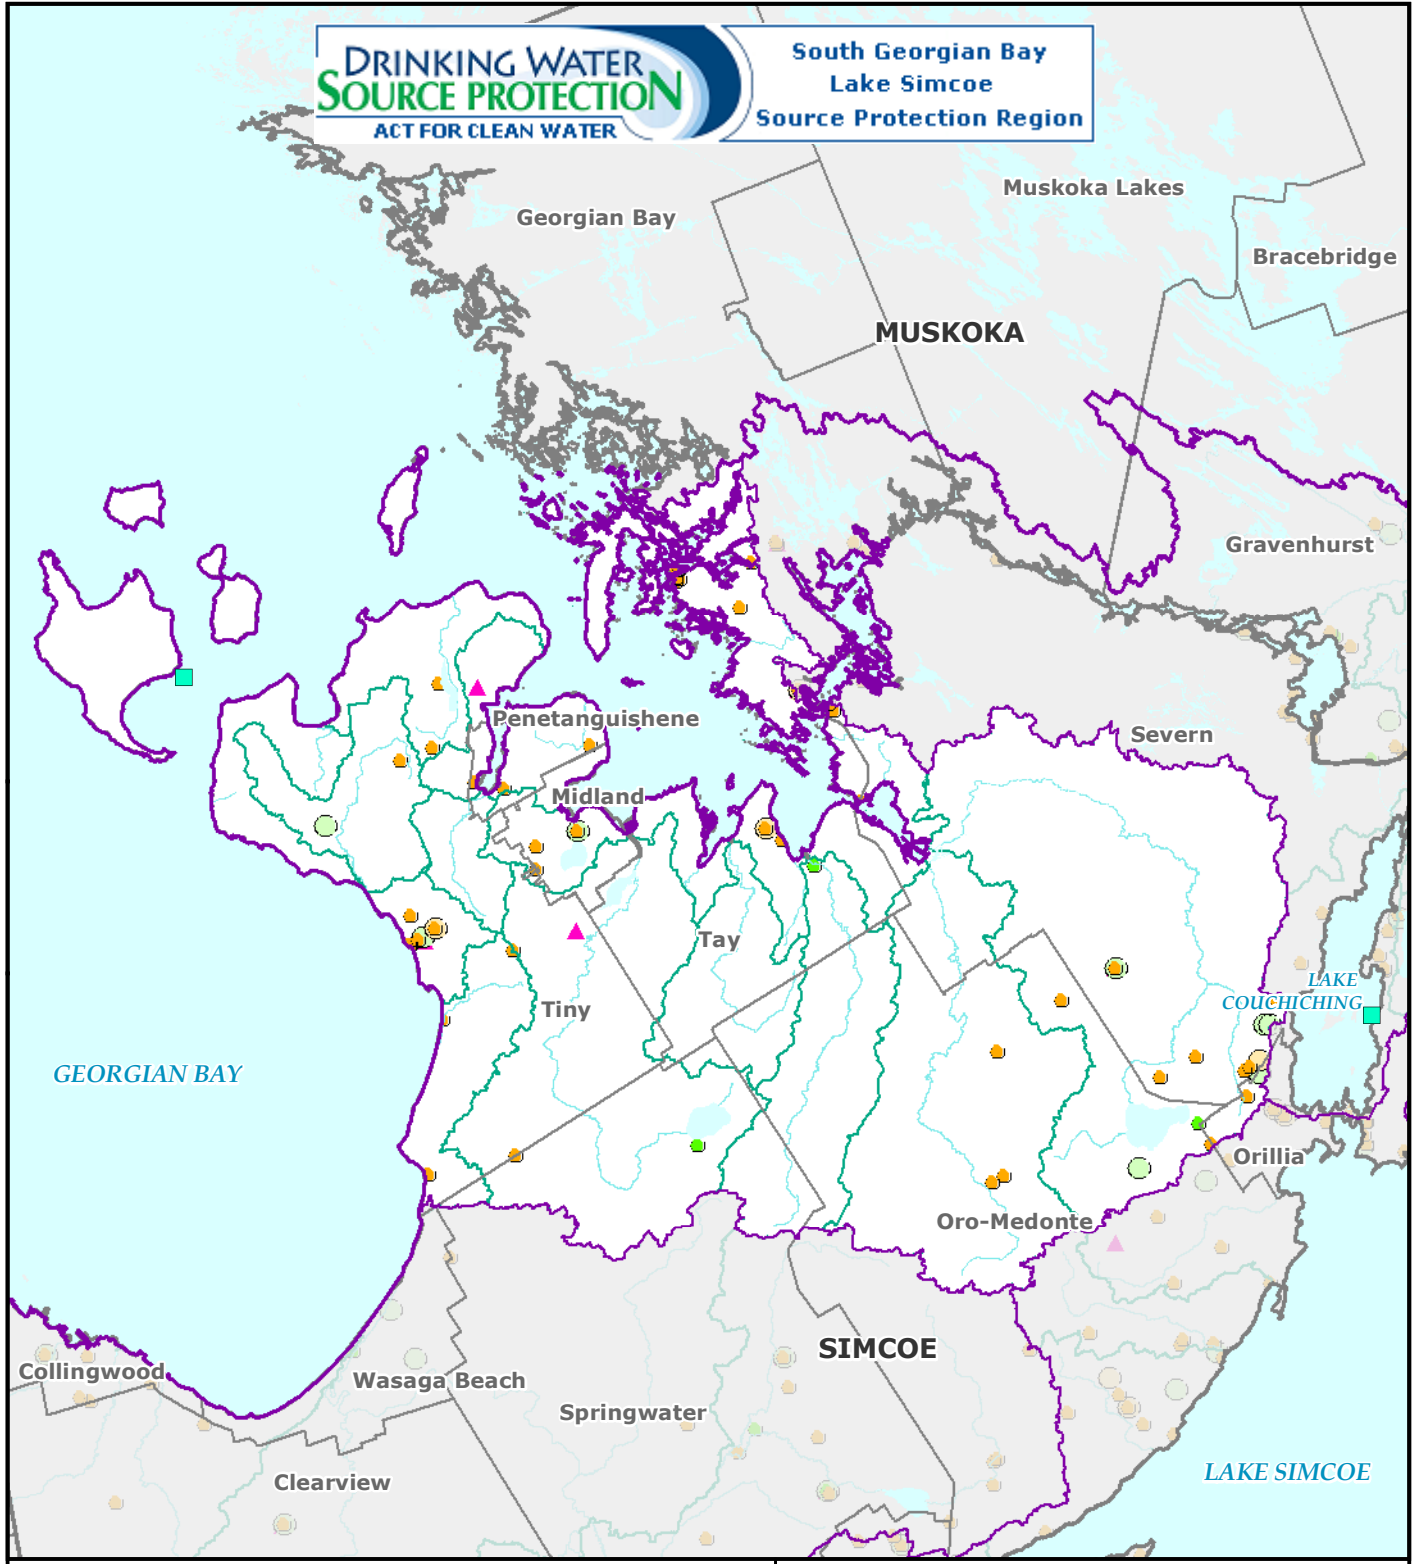 DRINKING WATER
SOURCE PROTECTION
ACT FOR CLEAN WATER
South Georgian Bay
Lake Simcoe
Source Protection Region
Muskoka Lakes
Georgian Bay
Bracebridge
MUSKOKA
Gravenhurst
Penetanguishene
Severn
Midland
Tay
LAKE
COUCHICHING
Tiny
GEORGIAN BAY
Orillia
Oro-Medonte
SIMCOE
Collingwood
Wasaga Beach
Springwater
LAKE SIMCOE
Clearview